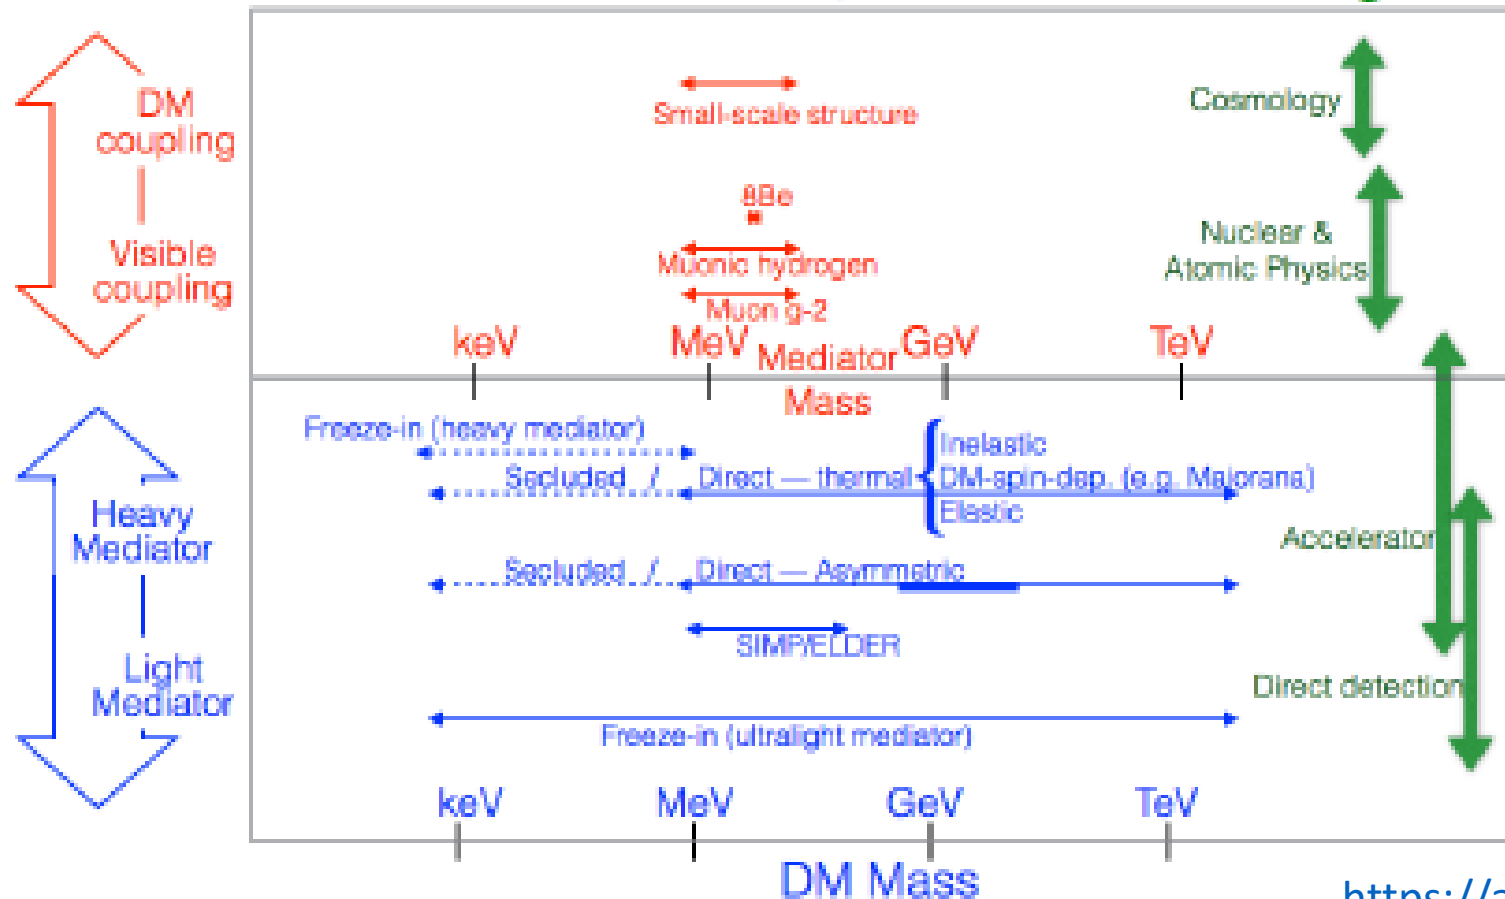 DM
coupling
Visible
coupling
Small-scale structure
8Be
Muonic hydrogen
Muon g-2
Cosmology
Nuclear &
Atomic Physics
keV MeV GeV TeV
Mediator
Mass
Heavy
Mediator
Light
Mediator
Freeze-in (heavy mediator)
Secluded / Direct — thermal
Inelastic
DM-spin-dep. (e.g. Majorana)
Elastic
Secluded / Direct — Asymmetric
SIMP/ELDER
Freeze-in (ultralight mediator)
Accelerator
Direct detection
keV MeV GeV TeV
DM Mass